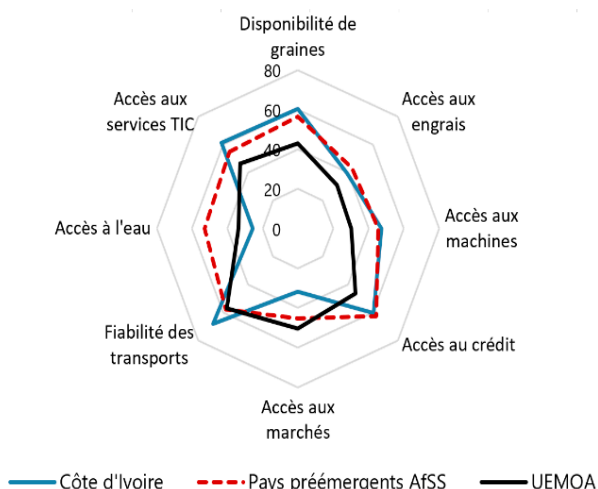 Disponibilité de
graines
80
Accès aux
services TIC
Accès aux
engrais
60
40
20
0
Accès à l'eau
Accès aux
machines
Fiabilité des
transports
Accès au crédit
Accès aux
marchés
Côte d'Ivoire
Pays préémergents AfSS
UEMOA